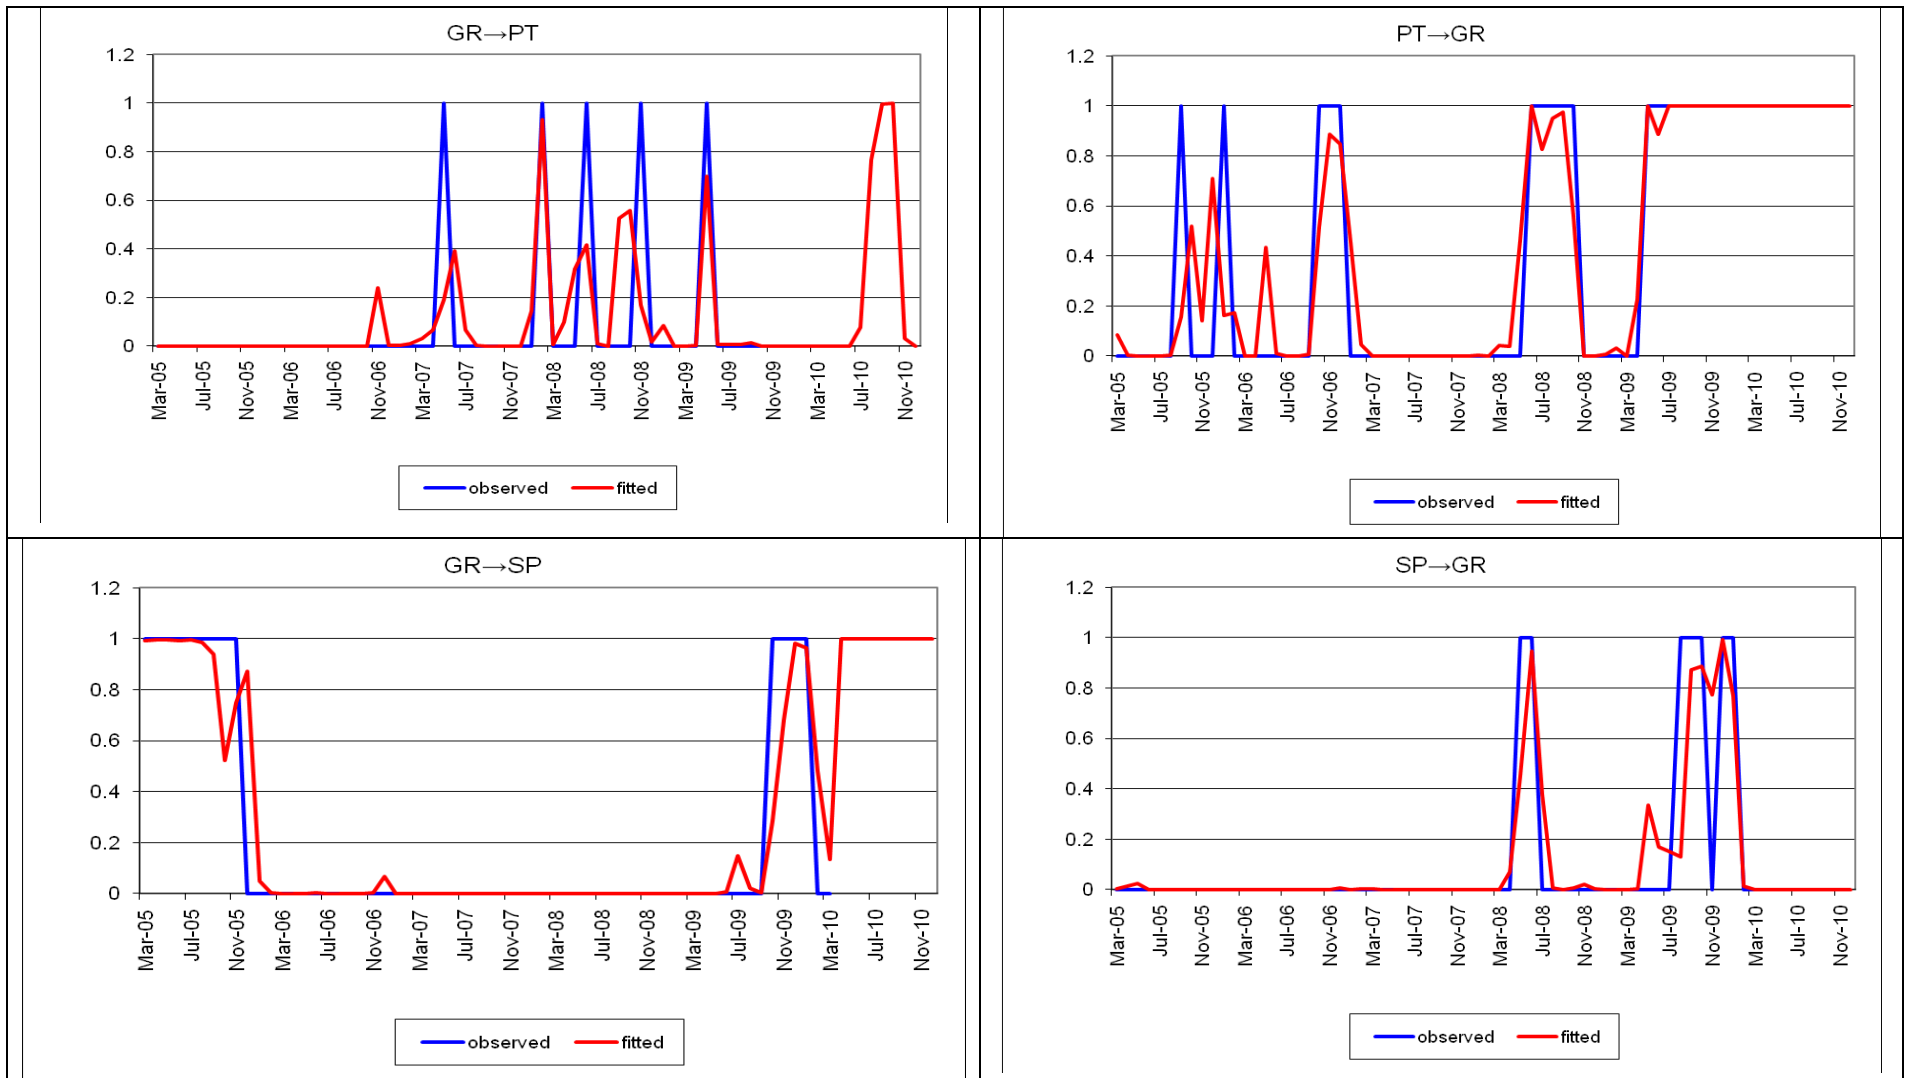 GR→PT
1.2
1
0.8
0.6
0.4
0.2
0
Mar-05
Jul-05
Nov-05
Mar-06
Jul-06
Nov-06
Mar-07
Jul-07
Nov-07
Mar-08
Jul-08
Nov-08
Mar-09
Jul-09
Nov-09
Mar-10
Jul-10
Nov-10
observed fitted
PT→GR
1.2
1
0.8
0.6
0.4
0.2
0
Mar-05
Jul-05
Nov-05
Mar-06
Jul-06
Nov-06
Mar-07
Jul-07
Nov-07
Mar-08
Jul-08
Nov-08
Mar-09
Jul-09
Nov-09
Mar-10
Jul-10
Nov-10
observed fitted
GR→SP
1.2
1
0.8
0.6
0.4
0.2
0
Mar-05
Jul-05
Nov-05
Mar-06
Jul-06
Nov-06
Mar-07
Jul-07
Nov-07
Mar-08
Jul-08
Nov-08
Mar-09
Jul-09
Nov-09
Mar-10
Jul-10
Nov-10
observed fitted
SP→GR
1.2
1
0.8
0.6
0.4
0.2
0
Mar-05
Jul-05
Nov-05
Mar-06
Jul-06
Nov-06
Mar-07
Jul-07
Nov-07
Mar-08
Jul-08
Nov-08
Mar-09
Jul-09
Nov-09
Mar-10
Jul-10
Nov-10
observed fitted